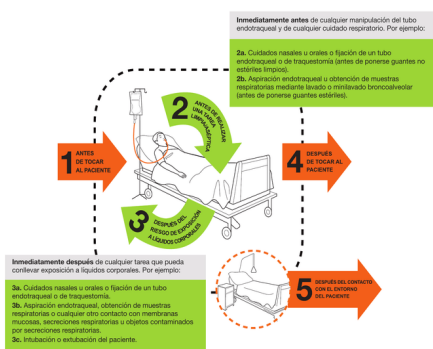 Inmediatamente antes de cualquier manipulación del tubo
endotraqueal y de cualquier cuidado respiratorio. Por ejemplo:
2a. Cuidados nasales u orales o fijación de un tubo
endotraqueal o de traquestomía (antes de ponerse guantes no
estériles limpios).
2b. Aspiración endotraqueal u obtención de muestras
respiratorias mediante lavado o minilavado broncoalveolar
(antes de ponerse guantes estériles).
1 ANTES
DE TOCAR
AL PACIENTE
2 ANTES DE REALIZAR
UNA TAREA
LIMPIA/ASÉPTICA
3 DESPUÉS DEL
RIESGO DE EXPOSICIÓN
A LÍQUIDOS CORPORALES
4 DESPUÉS
DE TOCAR AL
PACIENTE
5 DESPUÉS DEL CONTACTO
CON EL ENTORNO
DEL PACIENTE
Inmediatamente después de cualquier tarea que pueda
conllevar exposición a líquidos corporales. Por ejemplo:
3a. Cuidados nasales u orales o fijación de un tubo
endotraqueal o de traquestomía.
3b. Aspiración endotraqueal, obtención de muestras
respiratorias o cualquier otro contacto con membranas
mucosas, secreciones respiratorias u objetos contaminados
por secreciones respiratorias.
3c. Intubación o extubación del paciente.